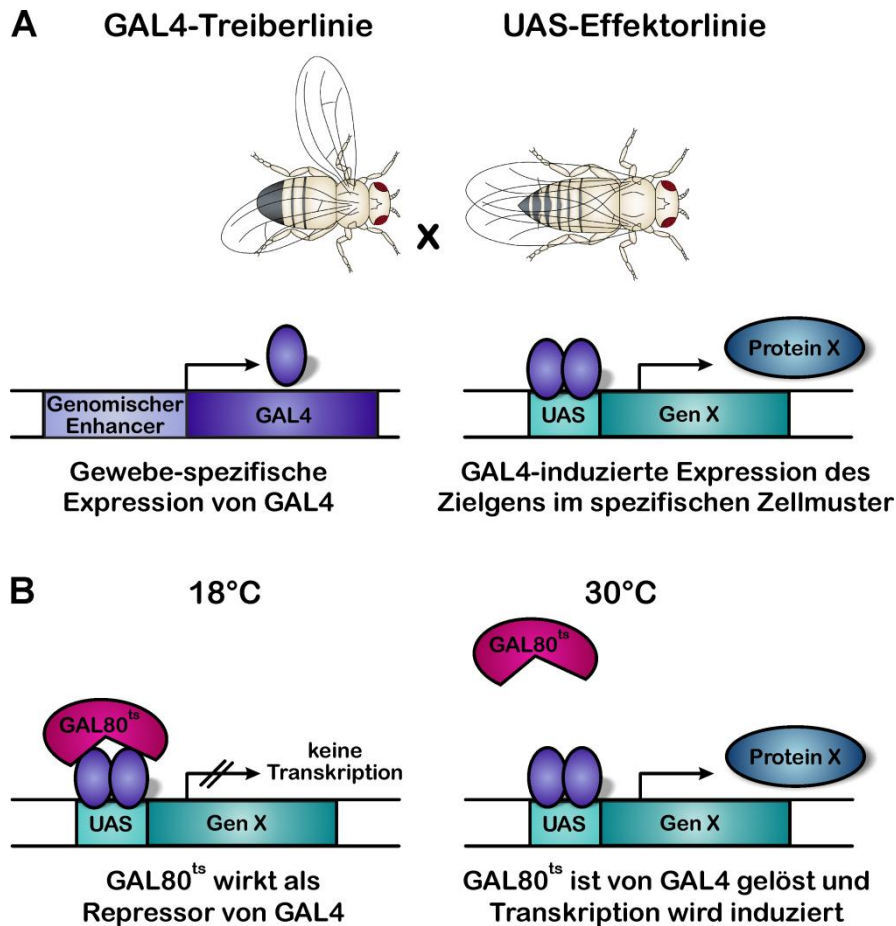 A
GAL4-Treiberlinie
UAS-Effektorlinie
x
Genomischer
Enhancer
GAL4
UAS
Gen X
Protein X
Gewebe-spezifische
Expression von GAL4
GAL4-induzierte Expression des
Zielgens im spezifischen Zellmuster
B
18°C
30°C
GAL80ts
keine
Transkription
UAS
Gen X
GAL80ts
Protein X
UAS
Gen X
GAL80ts wirkt als
Repressor von GAL4
GAL80ts ist von GAL4 gelöst und
Transkription wird induziert